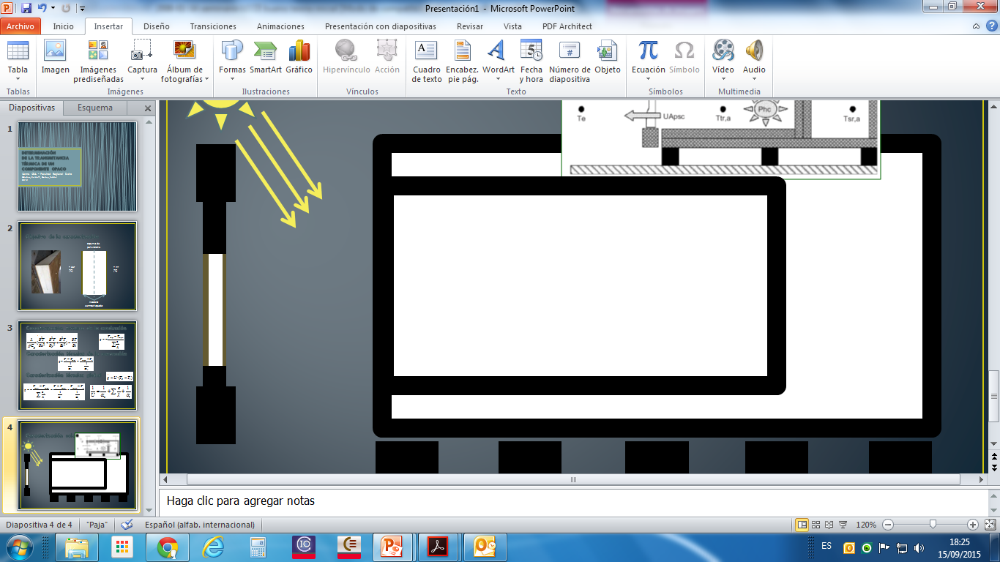 Presentación1 - Microsoft PowerPoint
Archivo
Inicio
Insertar
Diseño
Transiciones
Animaciones
Presentación con diapositivas
Revisar
Vista
PDF Architect
Tabla
Imagen
Imágenes
prediseñadas
Captura
Álbum de
fotografías
Formas
SmartArt
Gráfico
Hipervínculo
Acción
Cuadro
de texto
Encabez.
pie pág.
WordArt
Fecha
y hora
Número de
diapositiva
Objeto
Ecuación
Símbolo
Vídeo
Audio
Tablas
Imágenes
Ilustraciones
Vínculos
Texto
Símbolos
Multimedia
Diapositivas
Esquema
1
DETERMINACIÓN
DE LA TRANSMITANCIA
TÉRMICA DE UN
COMPONENTE OPACO
2
3
4
Te
UApsc
Ttr,a
Phc
Tsr,a
Haga clic para agregar notas
Diapositiva 4 de 4
"Paja"
Español (alfab. internacional)
120%
ES
18:25
15/09/2015